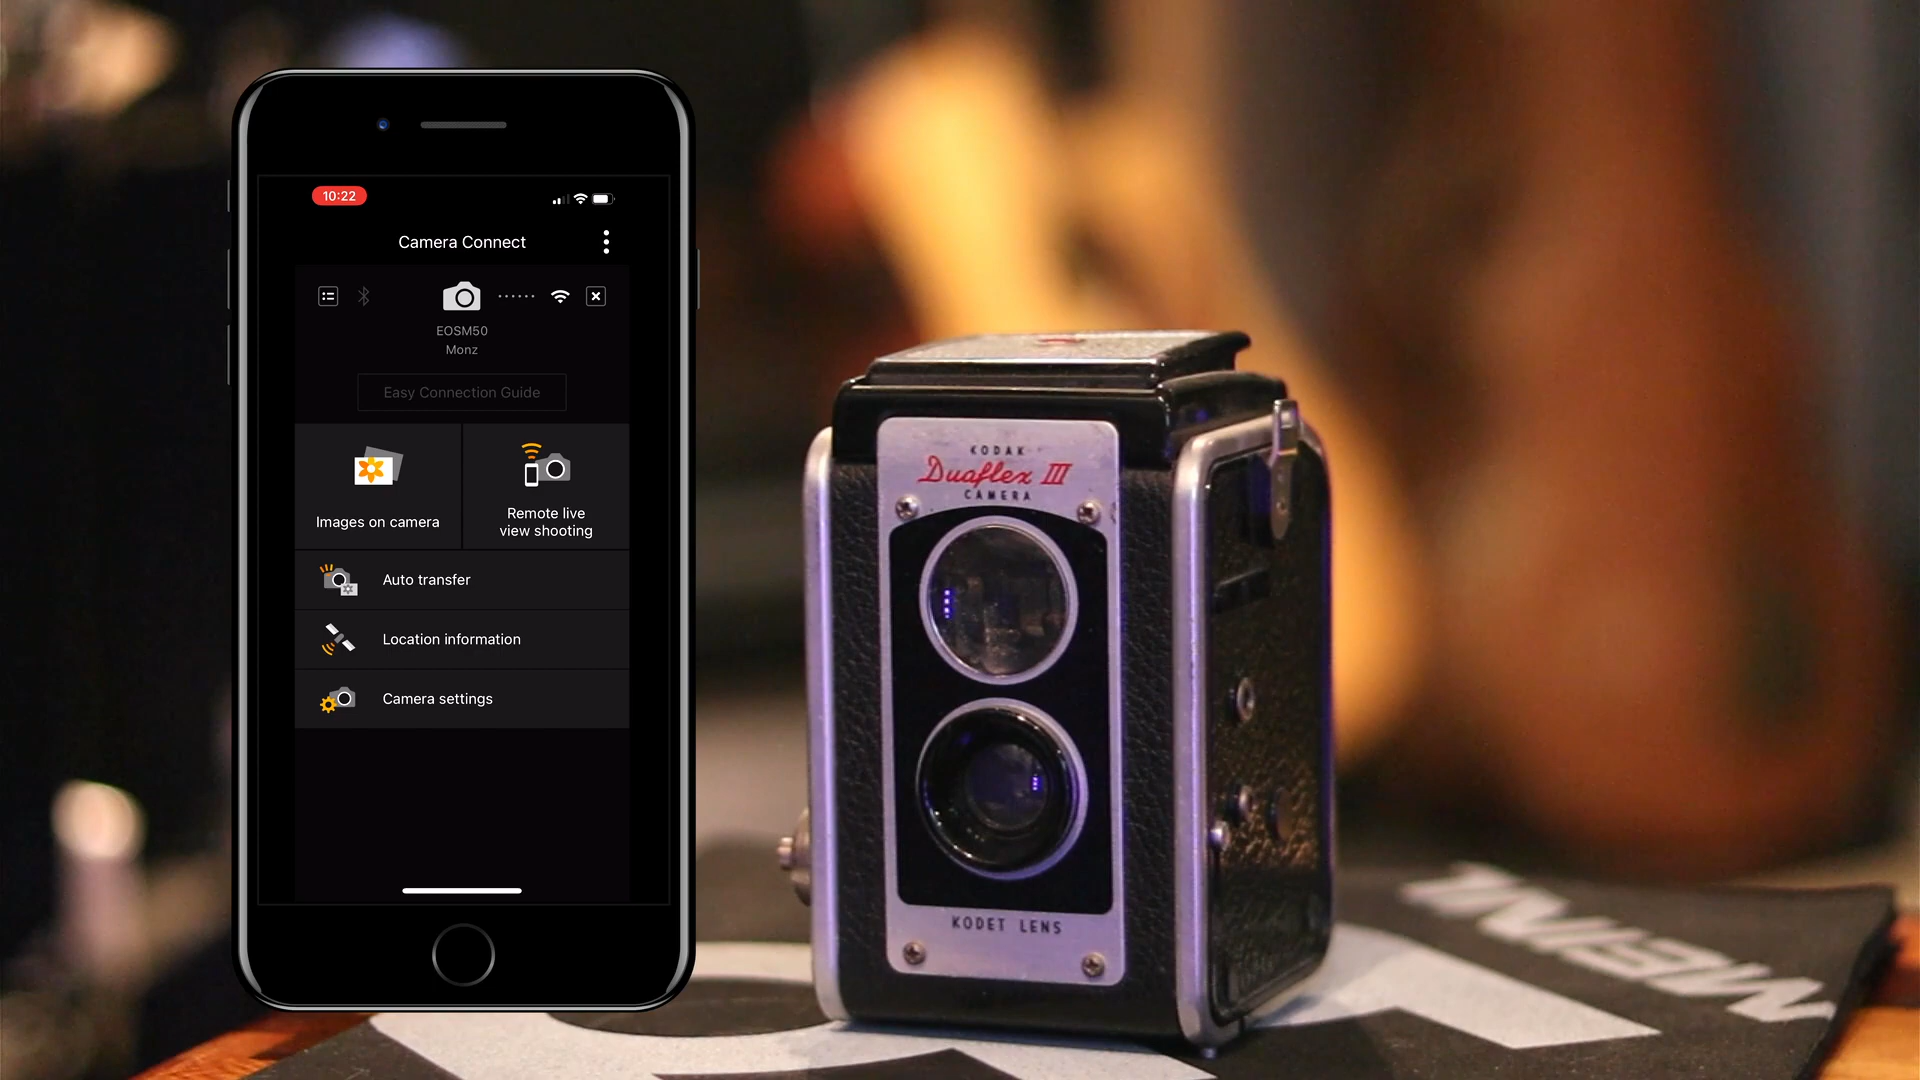 10:22
Camera Connect
EOSM50
Monz
Easy Connection Guide
Images on camera
Remote live
view shooting
Auto transfer
Location information
Camera settings
KODAK
Duaflex III
CAMERA
KODET LENS